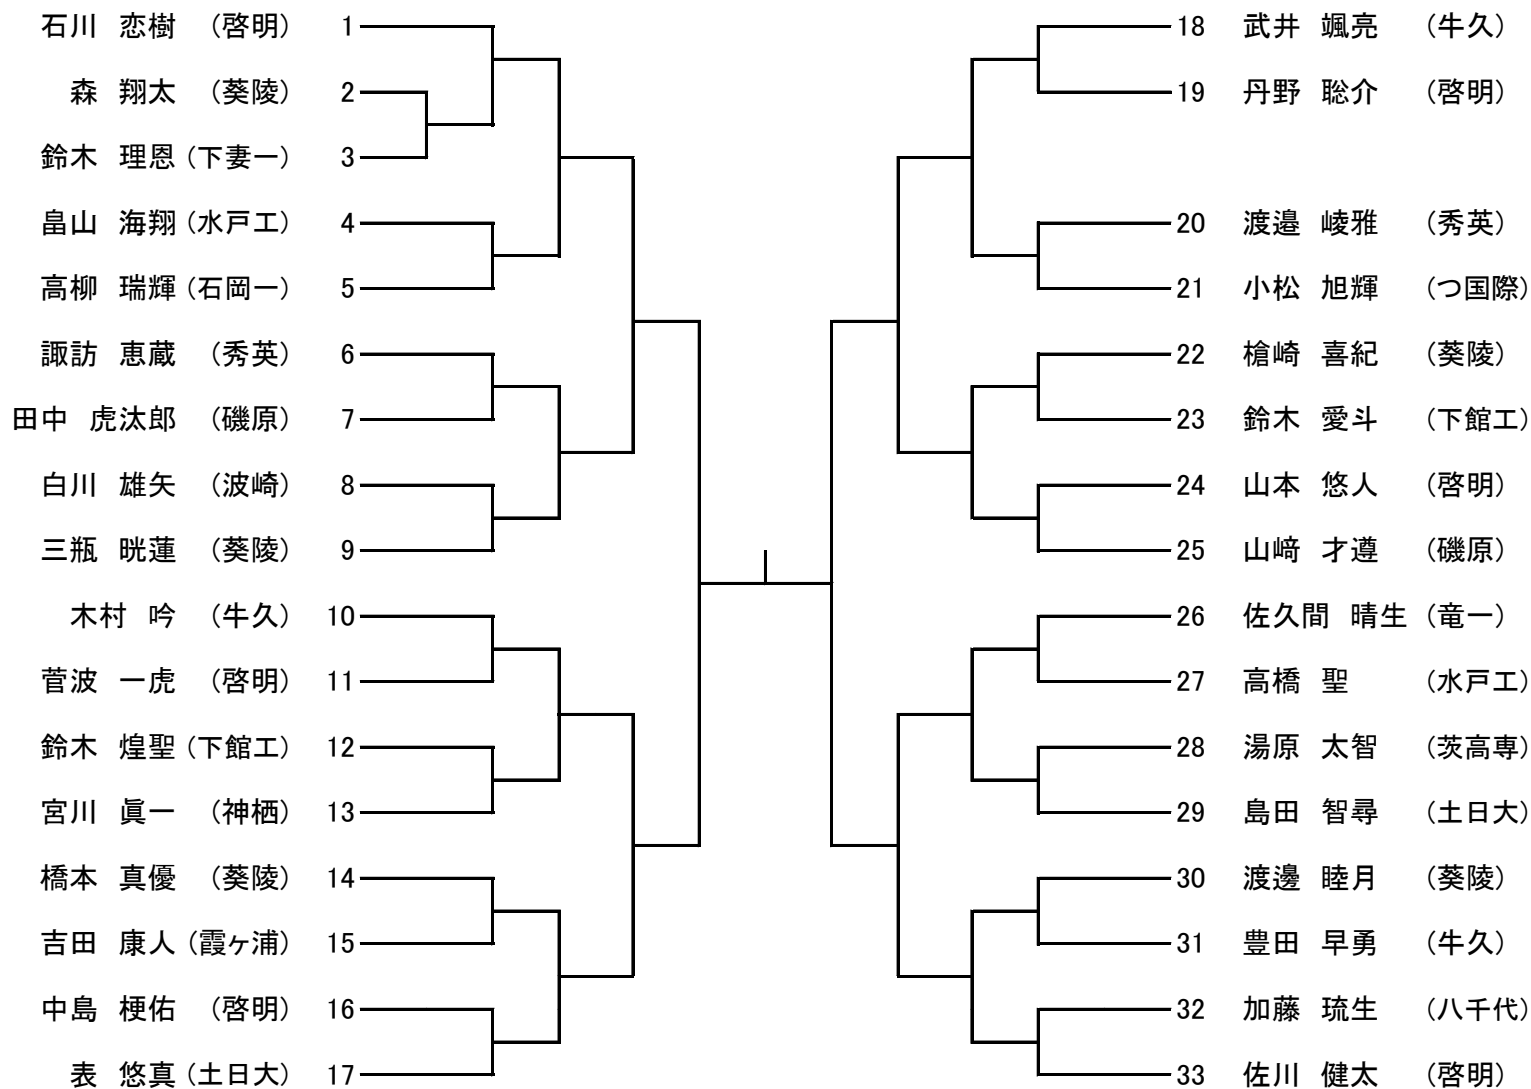 石川 恋樹 （啓明） 1
森 翔太 （葵陵） 2
鈴木 理恩（下妻一） 3
畠山 海翔（水戸工） 4
高柳 瑞輝（石岡一） 5
諏訪 恵蔵 （秀英） 6
田中 虎汰郎 （磯原） 7
白川 雄矢 （波崎） 8
三瓶 晄蓮 （葵陵） 9
木村 吟 （牛久） 10
菅波 一虎 （啓明） 11
鈴木 煌聖（下館工） 12
宮川 眞一 （神栖） 13
橋本 真優 （葵陵） 14
吉田 康人（霞ヶ浦） 15
中島 梗佑 （啓明） 16
表 悠真（土日大） 17
18 武井 颯亮 （牛久）
19 丹野 聡介 （啓明）
20 渡邉 崚雅 （秀英）
21 小松 旭輝 （つ国際）
22 槍崎 喜紀 （葵陵）
23 鈴木 愛斗 （下館工）
24 山本 悠人 （啓明）
25 山﨑 才遵 （磯原）
26 佐久間 晴生（竜一）
27 高橋 聖 （水戸工）
28 湯原 太智 （茨高専）
29 島田 智尋 （土日大）
30 渡邊 睦月 （葵陵）
31 豊田 早勇 （牛久）
32 加藤 琉生 （八千代）
33 佐川 健太 （啓明）